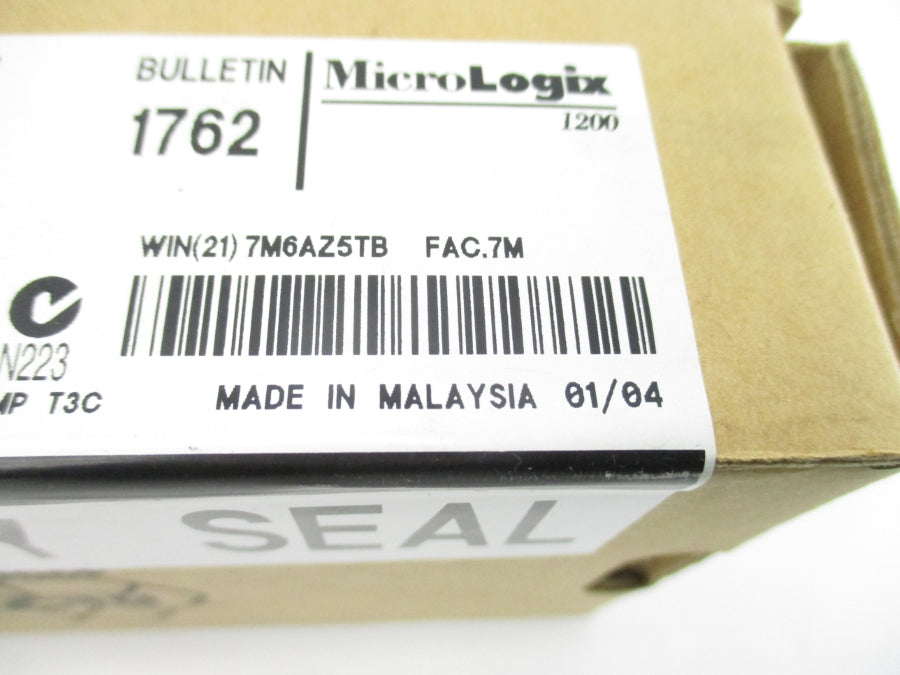 BULLETIN
1762
MicroLogix
1200
WIN(21) 7M6AZ5TB FAC.7M
N223
MP T3C
MADE IN MALAYSIA 01/04
SEAL